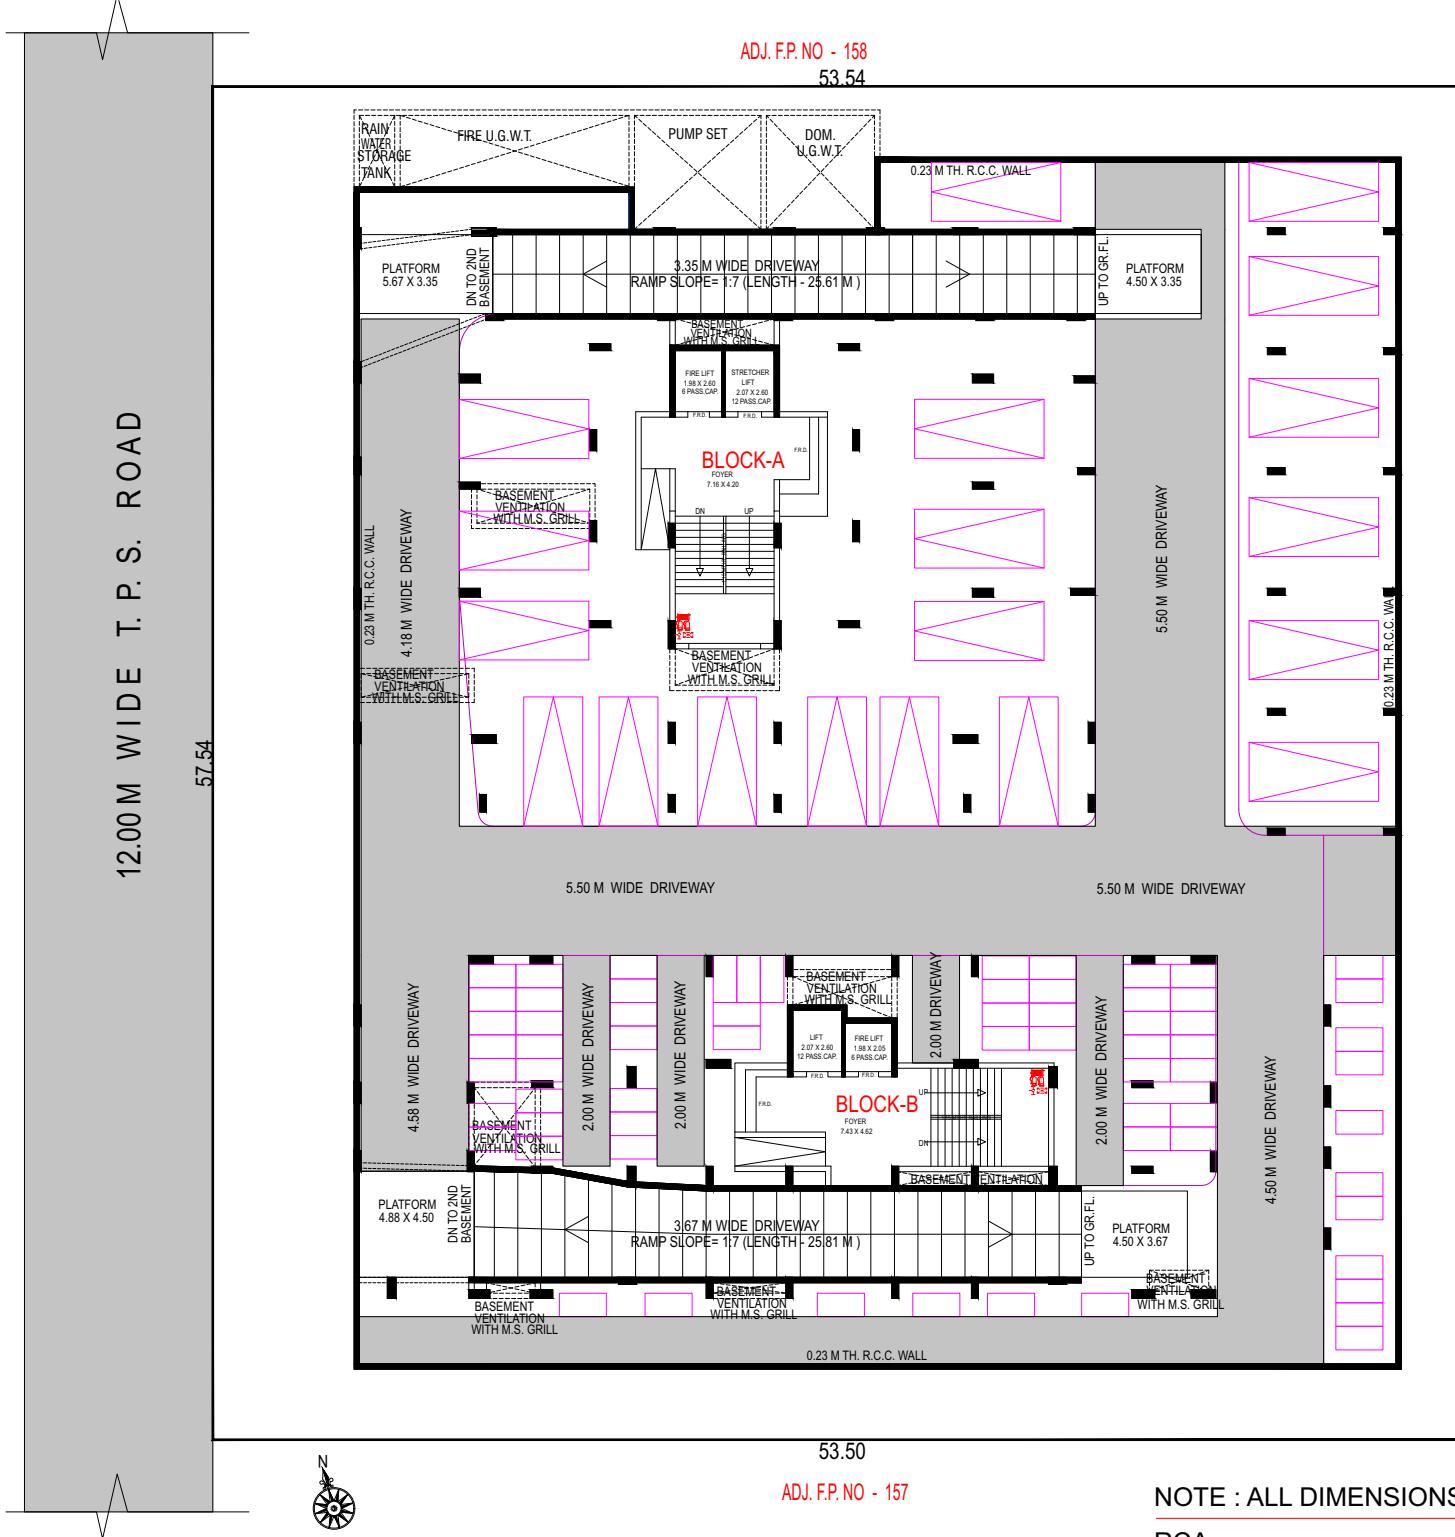 ADJ. F.P. NO - 158
53.54
RAIN
WATER
STORAGE
TANK
FIRE U.G.W.T.
PUMP SET
DOM.
U.G.W.T.
0.23 M TH. R.C.C. WALL
PLATFORM
5.67 X 3.35
DN TO 2ND
BASEMENT
3.35 M WIDE DRIVEWAY
RAMP SLOPE= 1:7 (LENGTH - 25.61 M )
UP TO GR.FL.
PLATFORM
4.50 X 3.35
BASEMENT
VENTILATION
WITH M.S. GRILL
FIRE LIFT
1.98 X 2.60
6 PASS.CAP.
STRETCHER
LIFT
2.07 X 2.60
12 PASS.CAP.
F.R.D.
F.R.D.
BLOCK-A
F.R.D.
FOYER
7.16 X 4.20
DN
UP
BASEMENT
VENTILATION
WITH M.S. GRILL
0.23 M TH. R.C.C. WALL
4.18 M WIDE DRIVEWAY
5.50 M WIDE DRIVEWAY
0.23 M TH. R.C.C. WA
BASEMENT
VENTILATION
WITH M.S. GRILL
BASEMENT
VENTILATION
WITH M.S. GRILL
12.00 M WIDE T.P.S. ROAD
57.54
5.50 M WIDE DRIVEWAY
5.50 M WIDE DRIVEWAY
4.58 M WIDE DRIVEWAY
2.00 M WIDE DRIVEWAY
2.00 M WIDE DRIVEWAY
BASEMENT
VENTILATION
WITH M.S. GRILL
2.00 M DRIVEWAY
2.00 M WIDE DRIVEWAY
4.50 M WIDE DRIVEWAY
LIFT
2.07 X 2.60
12 PASS.CAP.
FIRE LIFT
1.98 X 2.05
6 PASS.CAP.
F.R.D.
F.R.D.
F.R.D.
BLOCK-B
FOYER
7.43 X 4.62
UP
DN
BASEMENT
VENTILATION
WITH M.S. GRILL
BASEMENT VENTILATION
PLATFORM
4.88 X 4.50
DN TO 2ND
BASEMENT
3.67 M WIDE DRIVEWAY
RAMP SLOPE= 1:7 (LENGTH - 25.81 M )
UP TO GR.FL.
PLATFORM
4.50 X 3.67
BASEMENT
VENTILATION
WITH M.S. GRILL
BASEMENT
VENTILATION
WITH M.S. GRILL
BASEMENT
VENTILATION
WITH M.S. GRILL
0.23 M TH. R.C.C. WALL
53.50
N
ADJ. F.P. NO - 157
NOTE : ALL DIMENSIONS